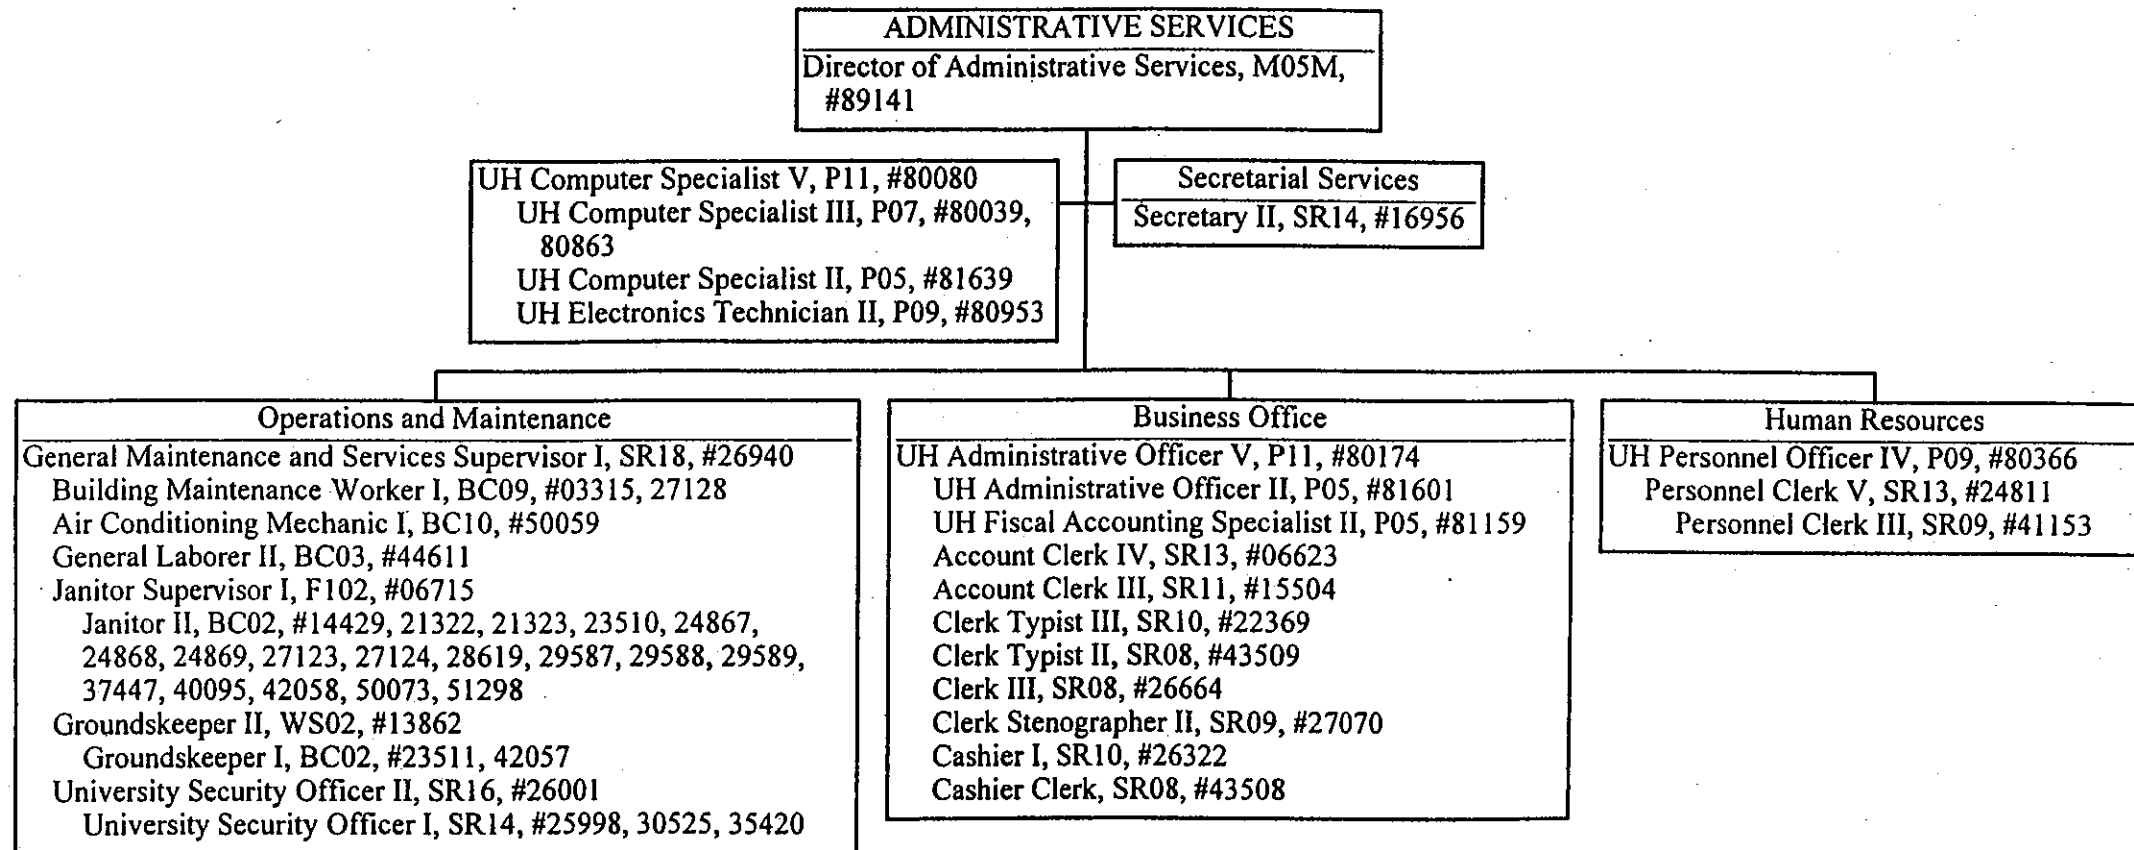 ADMINISTRATIVE SERVICES
Director of Administrative Services, M05M,
#89141
UH Computer Specialist V, P11, #80080
UH Computer Specialist III, P07, #80039,
80863
UH Computer Specialist II, P05, #81639
UH Electronics Technician II, P09, #80953
Secretarial Services
Secretary II, SR14, #16956
Operations and Maintenance
General Maintenance and Services Supervisor I, SR18, #26940
Building Maintenance Worker I, BC09, #03315, 27128
Air Conditioning Mechanic I, BC10, #50059
General Laborer II, BC03, #44611
Janitor Supervisor I, F102, #06715
Janitor II, BC02, #14429, 21322, 21323, 23510, 24867,
24868, 24869, 27123, 27124, 28619, 29587, 29588, 29589,
37447, 40095, 42058, 50073, 51298
Groundskeeper II, WS02, #13862
Groundskeeper I, BC02, #23511, 42057
University Security Officer II, SR16, #26001
University Security Officer I, SR14, #25998, 30525, 35420
Business Office
UH Administrative Officer V, P11, #80174
UH Administrative Officer II, P05, #81601
UH Fiscal Accounting Specialist II, P05, #81159
Account Clerk IV, SR13, #06623
Account Clerk III, SR11, #15504
Clerk Typist III, SR10, #22369
Clerk Typist II, SR08, #43509
Clerk III, SR08, #26664
Clerk Stenographer II, SR09, #27070
Cashier I, SR10, #26322
Cashier Clerk, SR08, #43508
Human Resources
UH Personnel Officer IV, P09, #80366
Personnel Clerk V, SR13, #24811
Personnel Clerk III, SR09, #41153